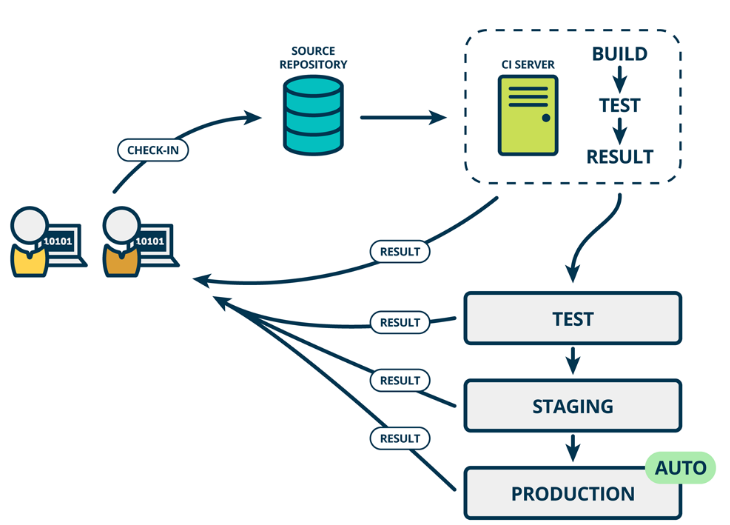 SOURCE
REPOSITORY
CI SERVER
BUILD
TEST
RESULT
CHECK-IN
10101
10101
RESULT
RESULT
TEST
RESULT
STAGING
RESULT
AUTO
PRODUCTION